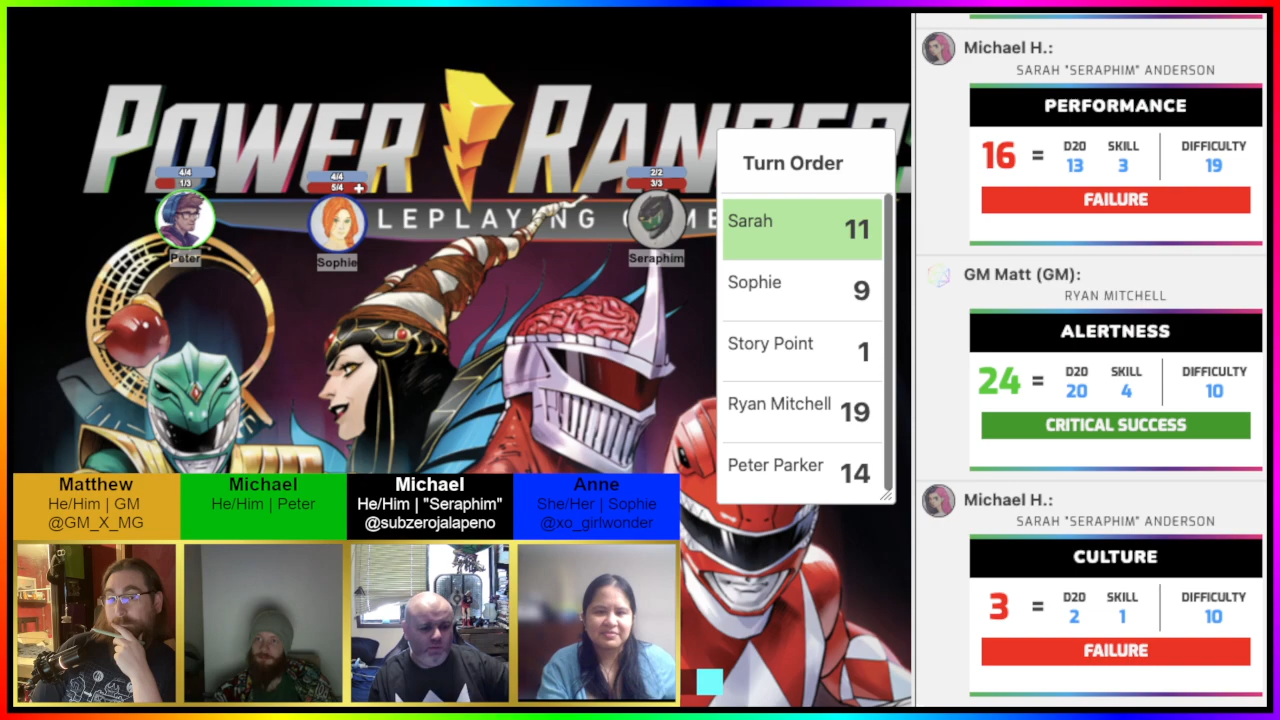 POWER RANGERS
4/4
1/3
4/4
5/4
2/2
3/3
LEPLAYING GAME
Peter
Sophie
Seraphim
Turn Order
Sarah 11
Sophie 9
Story Point 1
Ryan Mitchell 19
Peter Parker 14
Matthew
He/Him | GM
@GM_X_MG
Michael
He/Him | Peter
Michael
He/Him | "Seraphim"
@subzerojalapeno
Anne
She/Her | Sophie
@xo_girlwonder
Michael H.:
SARAH "SERAPHIM" ANDERSON
PERFORMANCE
D20 SKILL DIFFICULTY
16 = 13 3 19
FAILURE
GM Matt (GM):
RYAN MITCHELL
ALERTNESS
D20 SKILL DIFFICULTY
24 = 20 4 10
CRITICAL SUCCESS
Michael H.:
SARAH "SERAPHIM" ANDERSON
CULTURE
D20 SKILL DIFFICULTY
3 = 2 1 10
FAILURE